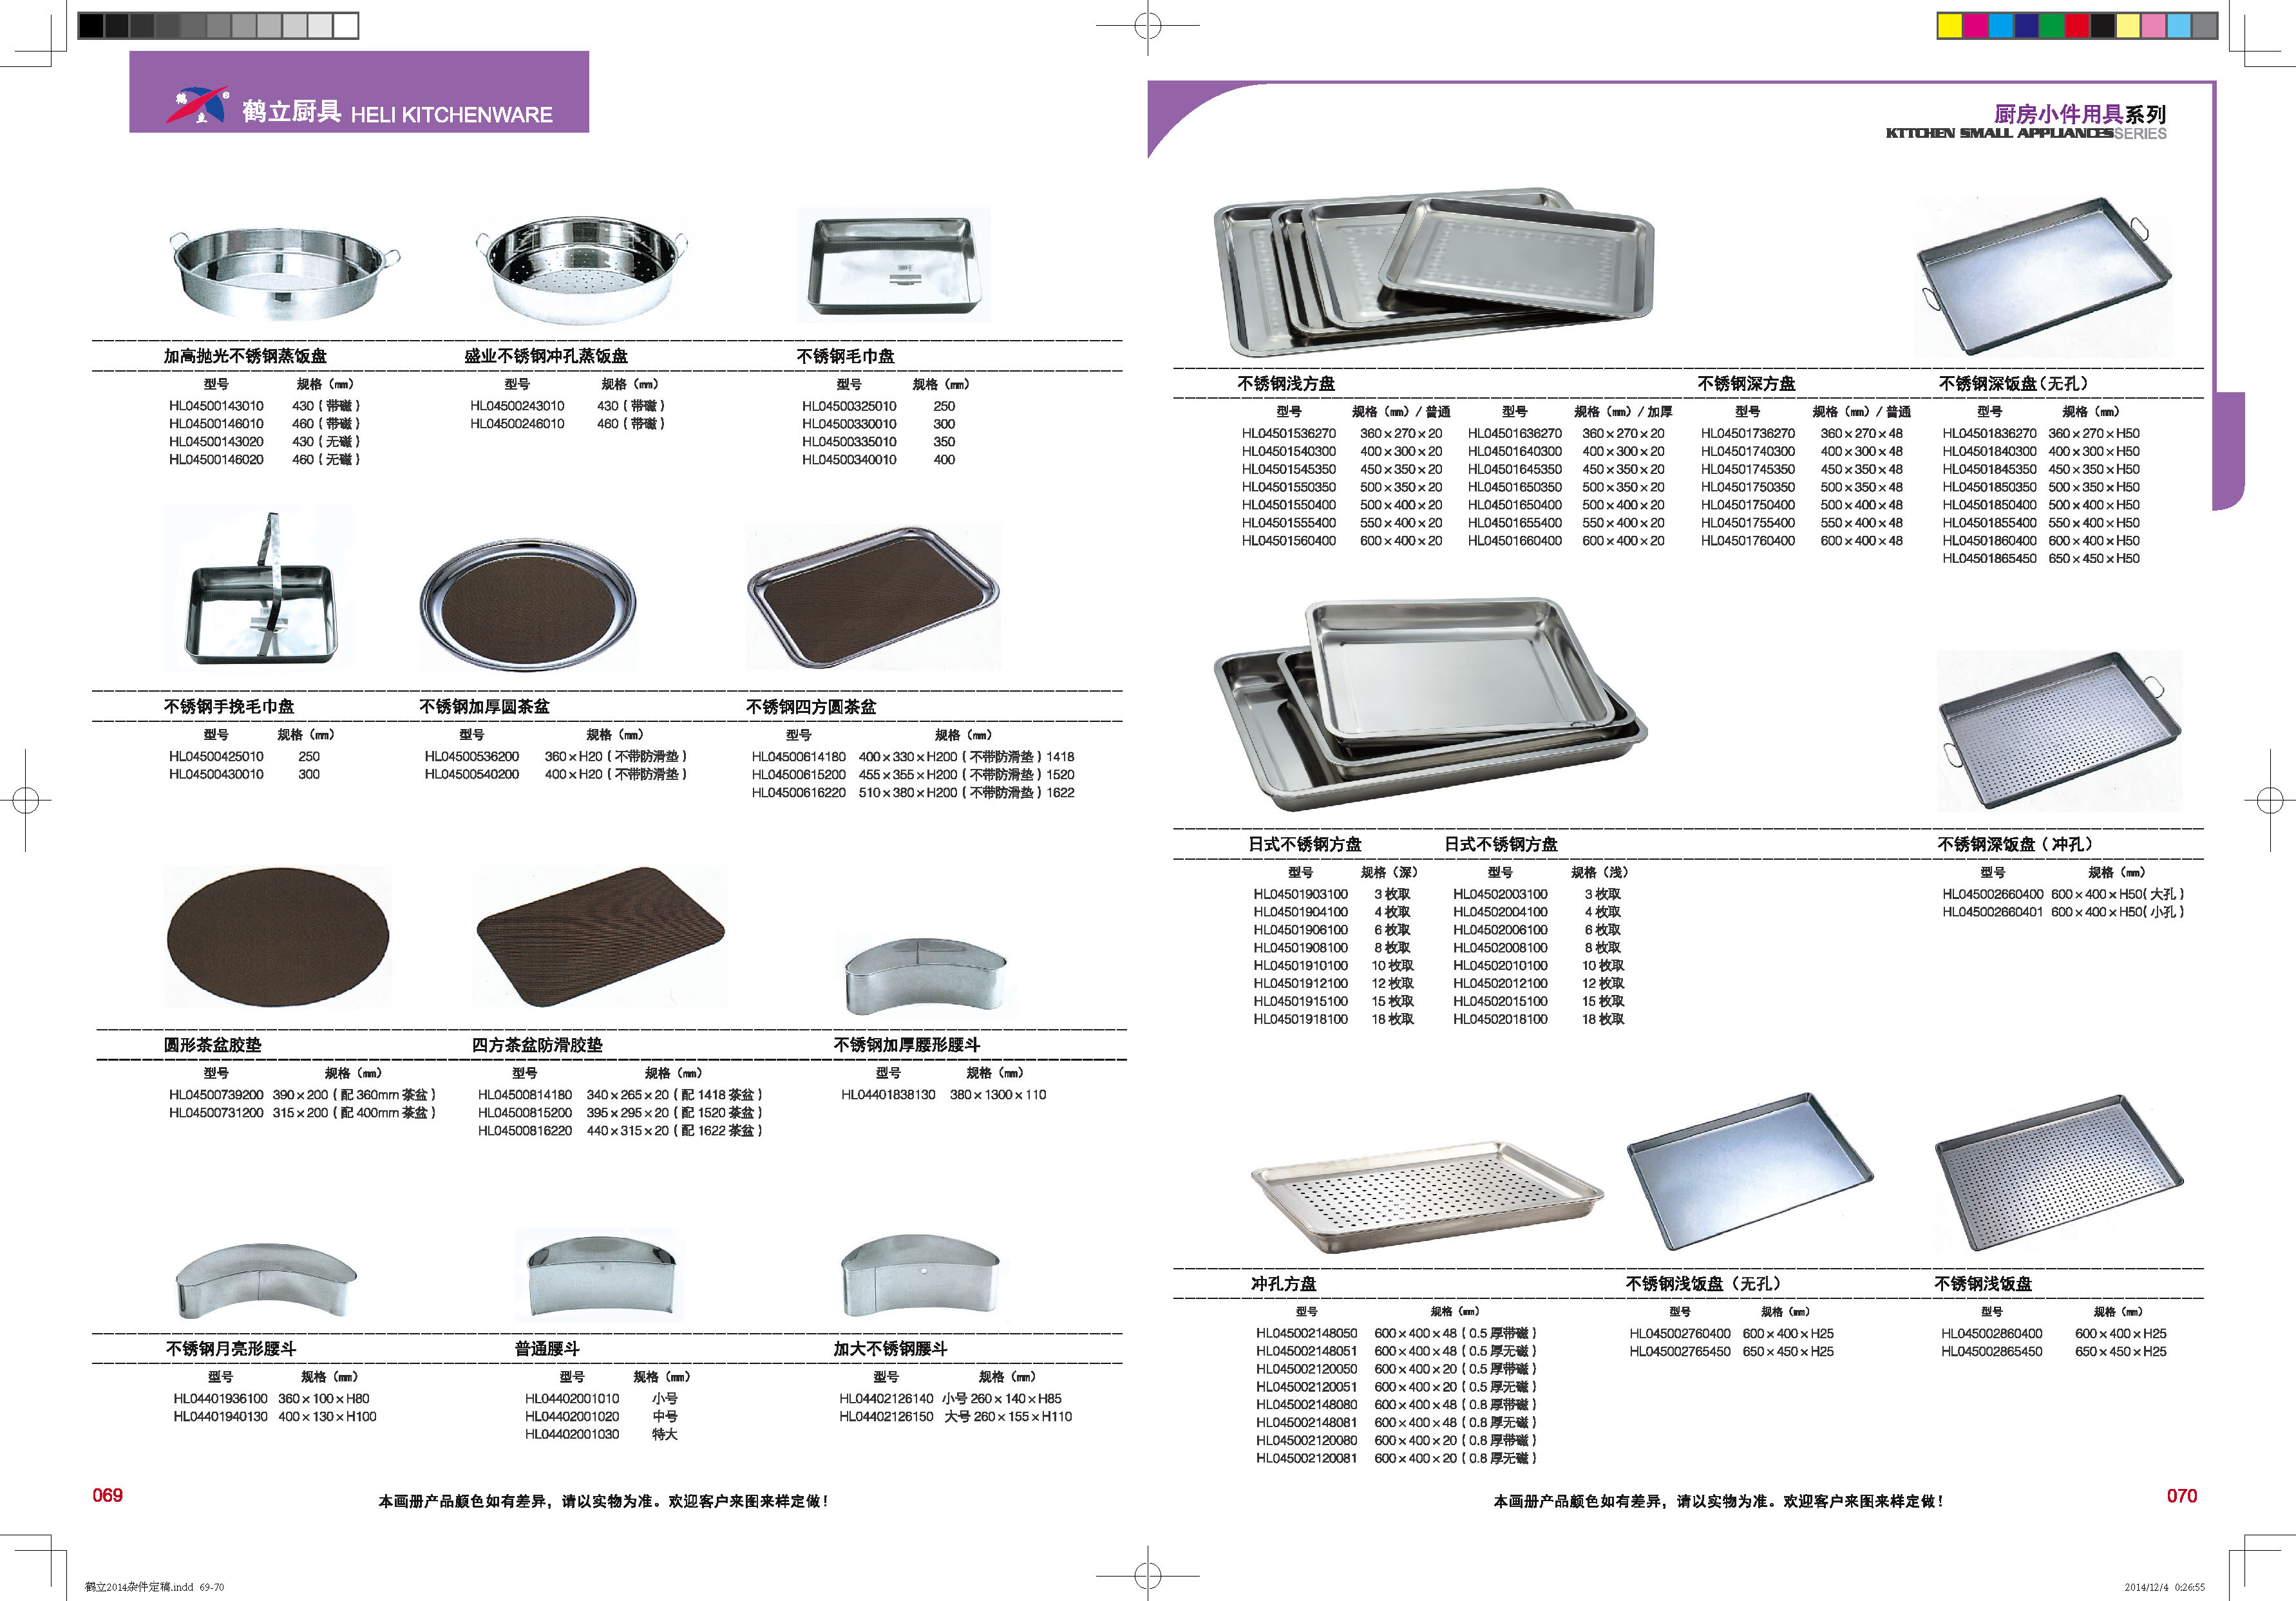 鹤立厨具 HELI KITCHENWARE
鹤
立
厨房小件用具系列
KTTCHEN SMALL APPLIANCESSERIES
加高抛光不锈钢蒸饭盘
型号 规格（mm）
HL04500143010 430（带磁）
HL04500146010 460（带磁）
HL04500143020 430（无磁）
HL04500146020 460（无磁）
盛业不锈钢冲孔蒸饭盘
型号 规格（mm）
HL04500243010 430（带磁）
HL04500246010 460（带磁）
不锈钢毛巾盘
型号 规格（mm）
HL04500325010 250
HL04500330010 300
HL04500335010 350
HL04500340010 400
不锈钢手挽毛巾盘
型号 规格（mm）
HL04500425010 250
HL04500430010 300
不锈钢加厚圆茶盆
型号 规格（mm）
HL04500536200 360×H20（不带防滑垫）
HL04500540200 400×H20（不带防滑垫）
不锈钢四方圆茶盆
型号 规格（mm）
HL04500614180 400×330×H200（不带防滑垫）1418
HL04500615200 455×355×H200（不带防滑垫）1520
HL04500616220 510×380×H200（不带防滑垫）1622
圆形茶盆胶垫
型号 规格（mm）
HL04500739200 390×200（配 360mm 茶盆）
HL04500731200 315×200（配 400mm 茶盆）
四方茶盆防滑胶垫
型号 规格（mm）
HL04500814180 340×265×20（配 1418 茶盆）
HL04500815200 395×295×20（配 1520 茶盆）
HL04500816220 440×315×20（配 1622 茶盆）
不锈钢加厚腰形腰斗
型号 规格（mm）
HL04401838130 380×1300×110
不锈钢月亮形腰斗
型号 规格（mm）
HL04401936100 360×100×H80
HL04401940130 400×130×H100
普通腰斗
型号 规格（mm）
HL04402001010 小号
HL04402001020 中号
HL04402001030 特大
加大不锈钢腰斗
型号 规格（mm）
HL04402126140 小号 260×140×H85
HL04402126150 大号 260×155×H110
069
本画册产品颜色如有差异，请以实物为准。欢迎客户来图来样定做！
不锈钢浅方盘
型号 规格（mm）/ 普通 型号 规格（mm）/ 加厚
HL04501536270 360×270×20 HL04501636270 360×270×20
HL04501540300 400×300×20 HL04501640300 400×300×20
HL04501545350 450×350×20 HL04501645350 450×350×20
HL04501550350 500×350×20 HL04501650350 500×350×20
HL04501550400 500×400×20 HL04501650400 500×400×20
HL04501555400 550×400×20 HL04501655400 550×400×20
HL04501560400 600×400×20 HL04501660400 600×400×20
不锈钢深方盘
型号 规格（mm）/ 普通
HL04501736270 360×270×48
HL04501740300 400×300×48
HL04501745350 450×350×48
HL04501750350 500×350×48
HL04501750400 500×400×48
HL04501755400 550×400×48
HL04501760400 600×400×48
不锈钢深饭盘（无孔）
型号 规格（mm）
HL04501836270 360×270×H50
HL04501840300 400×300×H50
HL04501845350 450×350×H50
HL04501850350 500×350×H50
HL04501850400 500×400×H50
HL04501855400 550×400×H50
HL04501860400 600×400×H50
HL04501865450 650×450×H50
日式不锈钢方盘
型号 规格（深）
HL04501903100 3 枚取
HL04501904100 4 枚取
HL04501906100 6 枚取
HL04501908100 8 枚取
HL04501910100 10 枚取
HL04501912100 12 枚取
HL04501915100 15 枚取
HL04501918100 18 枚取
日式不锈钢方盘
型号 规格（浅）
HL04502003100 3 枚取
HL04502004100 4 枚取
HL04502006100 6 枚取
HL04502008100 8 枚取
HL04502010100 10 枚取
HL04502012100 12 枚取
HL04502015100 15 枚取
HL04502018100 18 枚取
不锈钢深饭盘（冲孔）
型号 规格（mm）
HL045002660400 600×400×H50（大孔）
HL045002660401 600×400×H50（小孔）
冲孔方盘
型号 规格（mm）
HL045002148050 600×400×48（0.5 厚带磁）
HL045002148051 600×400×48（0.5 厚无磁）
HL045002120050 600×400×20（0.5 厚带磁）
HL045002120051 600×400×20（0.5 厚无磁）
HL045002148080 600×400×48（0.8 厚带磁）
HL045002148081 600×400×48（0.8 厚无磁）
HL045002120080 600×400×20（0.8 厚带磁）
HL045002120081 600×400×20（0.8 厚无磁）
不锈钢浅饭盘（无孔）
型号 规格（mm）
HL045002760400 600×400×H25
HL045002765450 650×450×H25
不锈钢浅饭盘
型号 规格（mm）
HL045002860400 600×400×H25
HL045002865450 650×450×H25
本画册产品颜色如有差异，请以实物为准。欢迎客户来图来样定做！
070
鹤立2014杂件定稿.indd 69-70
2014/12/4 0:26:55